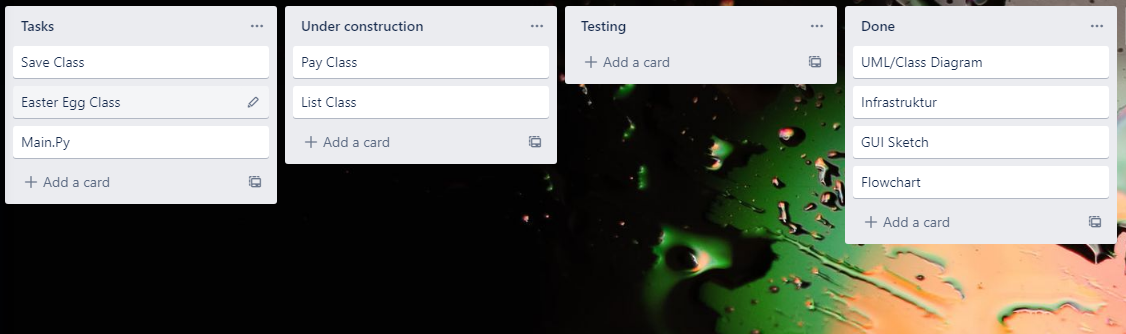 Tasks
Save Class
Easter Egg Class
Main.Py
Add a card
Under construction
Pay Class
List Class
Add a card
Testing
Add a card
Done
UML/Class Diagram
Infrastruktur
GUI Sketch
Flowchart
Add a card